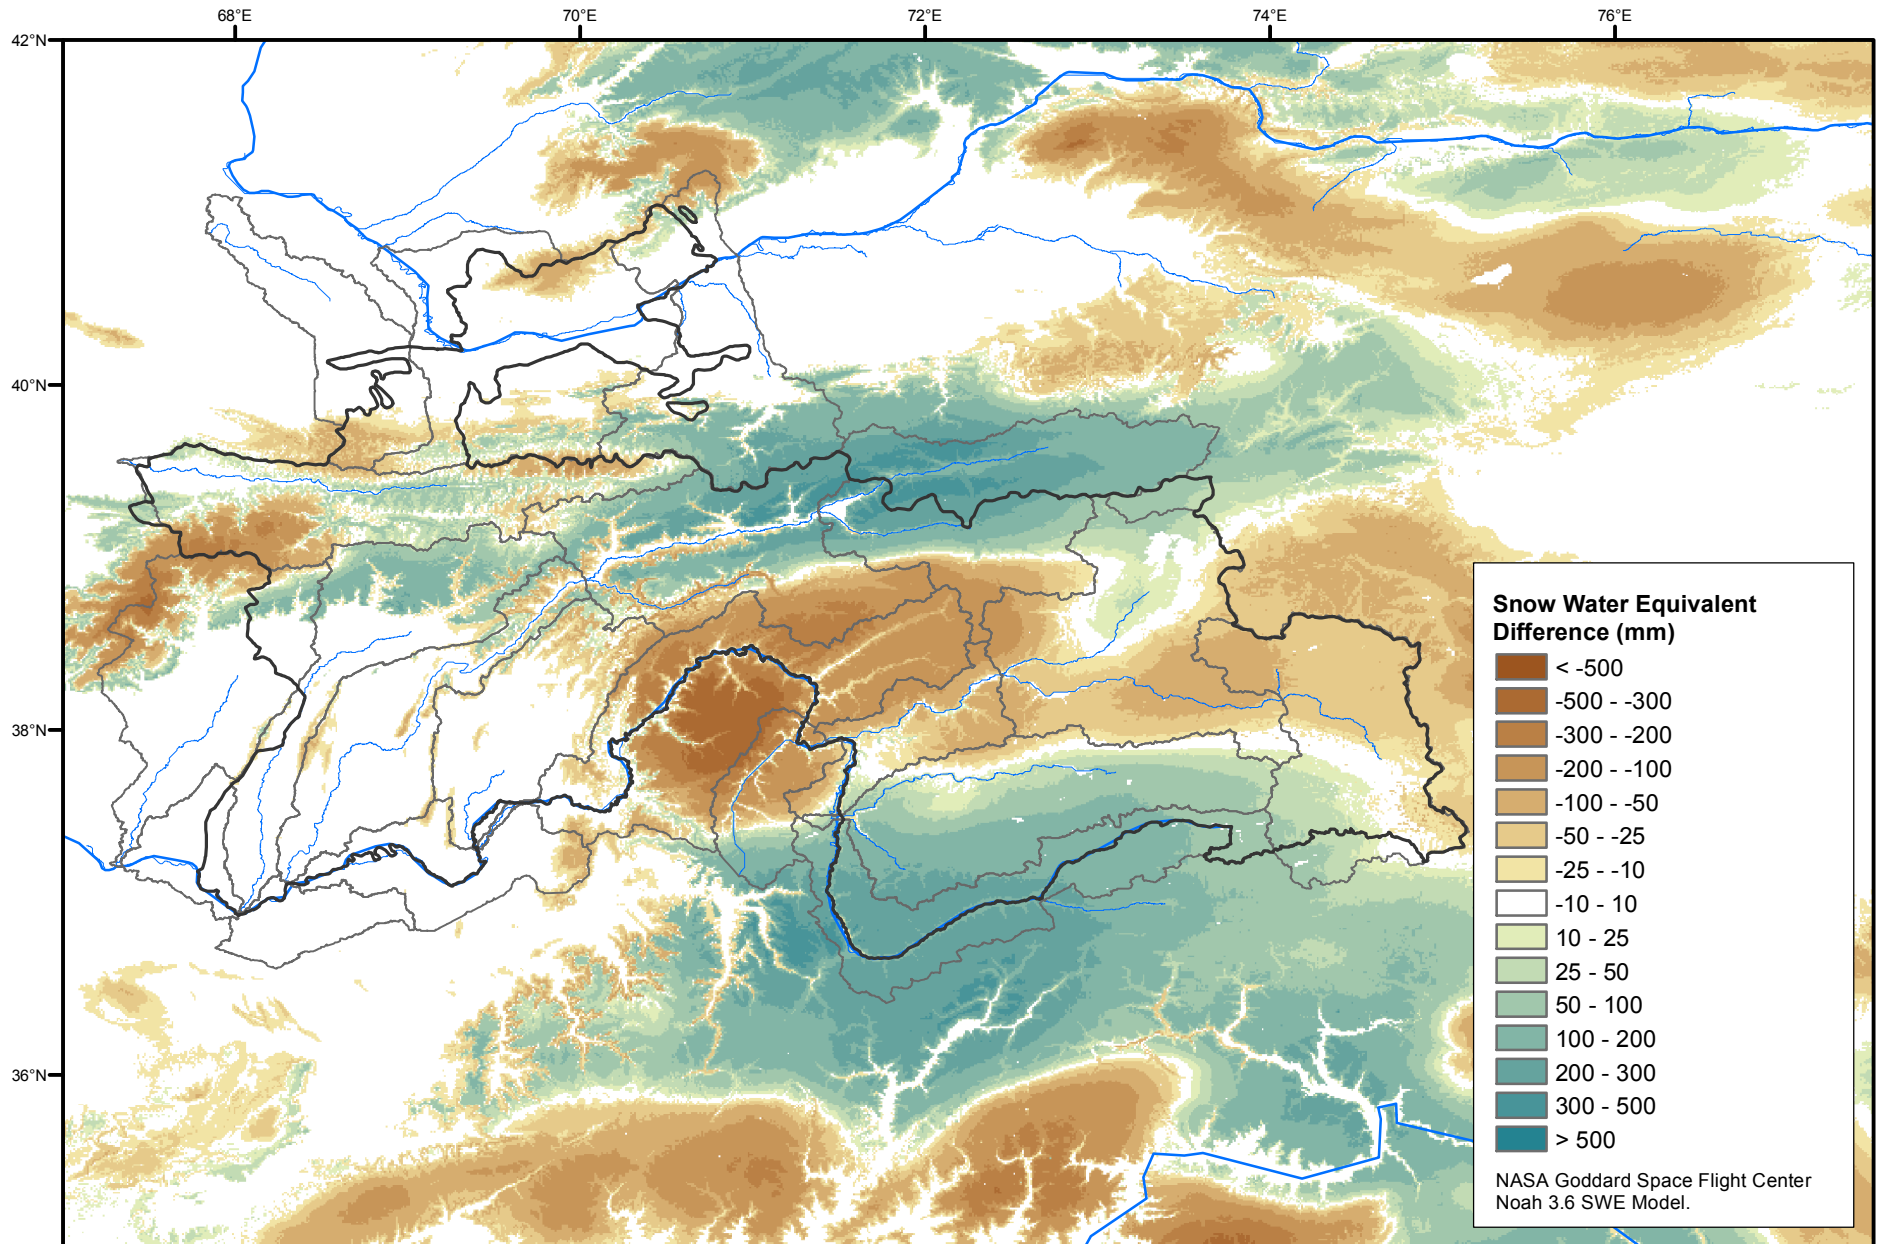 68°E 70°E 72°E 74°E 76°E
42°N
40°N
38°N
36°N
Snow Water Equivalent
Difference (mm)
< -500
-500 - -300
-300 - -200
-200 - -100
-100 - -50
-50 - -25
-25 - -10
-10 - 10
10 - 25
25 - 50
50 - 100
100 - 200
200 - 300
300 - 500
> 500
NASA Goddard Space Flight Center
Noah 3.6 SWE Model.